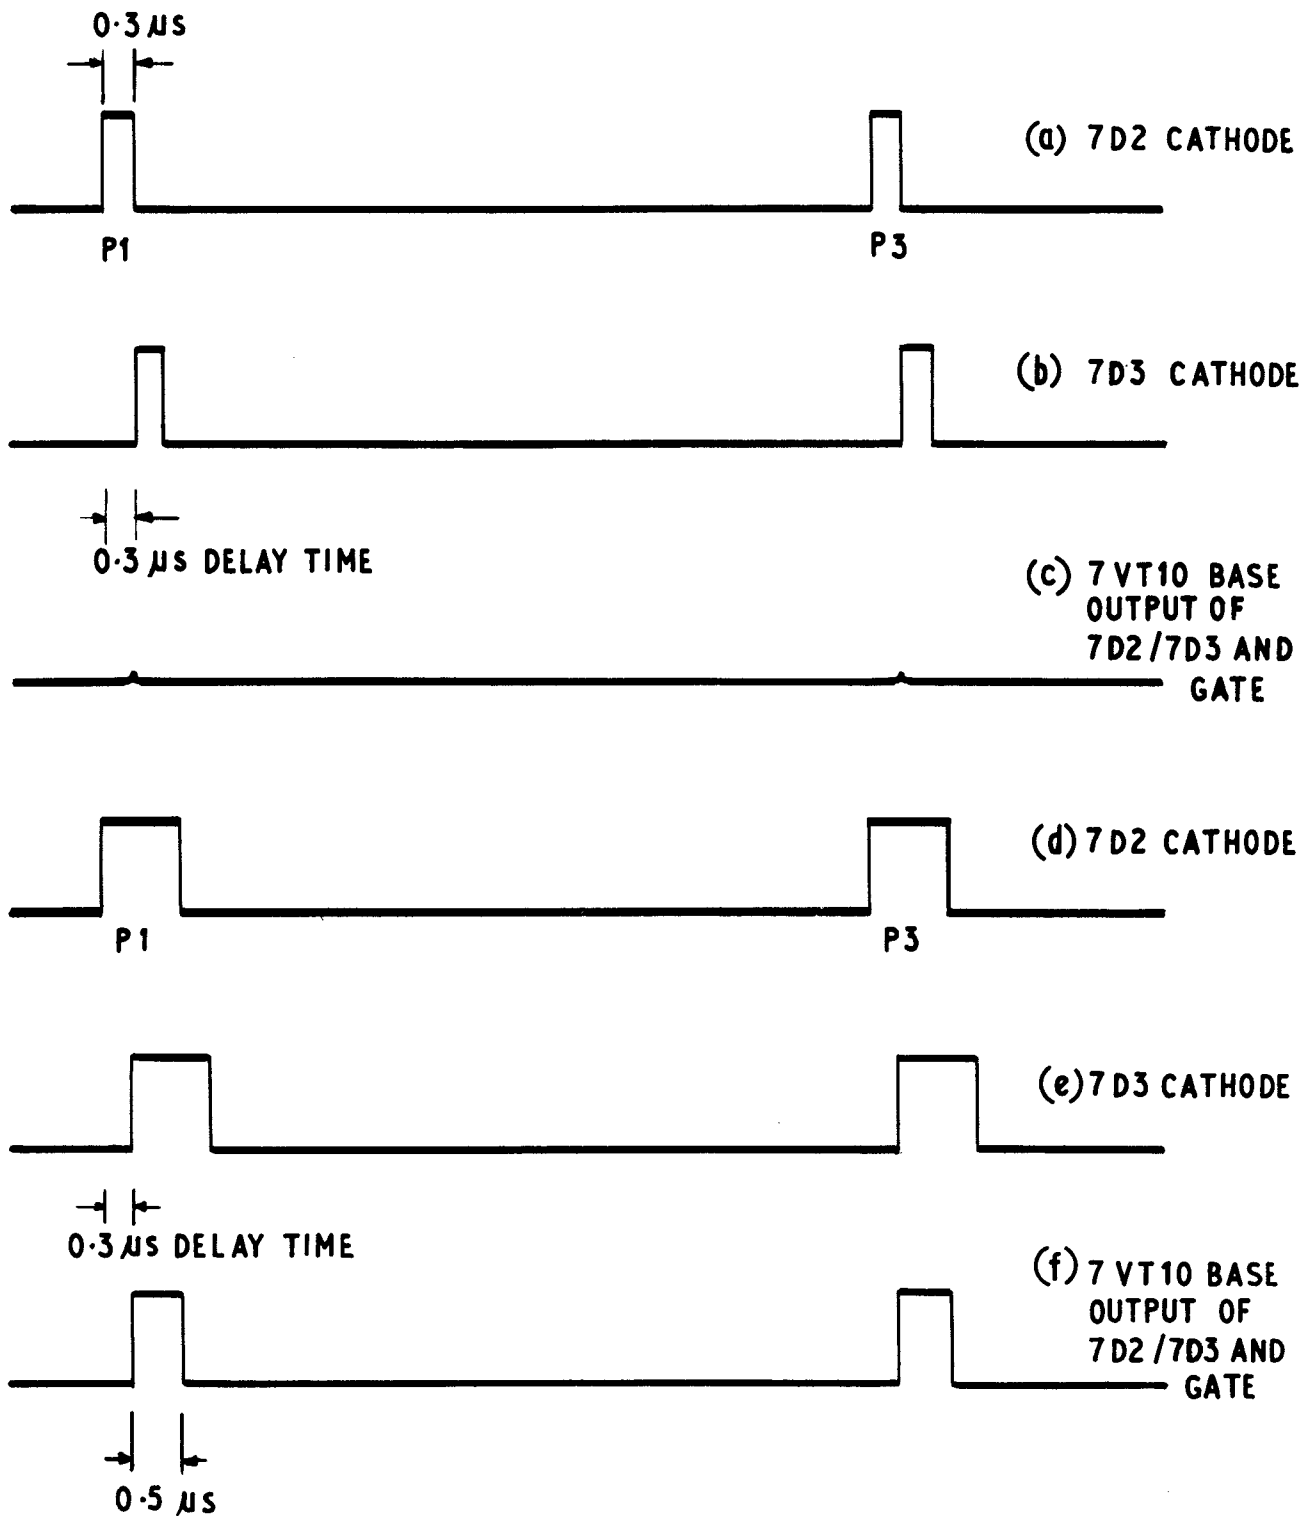 0·3 µs
(a) 7D2 CATHODE
P1
P3
(b) 7D3 CATHODE
0·3 µs DELAY TIME
(c) 7VT10 BASE
OUTPUT OF
7D2/7D3 AND
GATE
(d) 7D2 CATHODE
P1
P3
(e) 7D3 CATHODE
0·3 µs DELAY TIME
(f) 7VT10 BASE
OUTPUT OF
7D2/7D3 AND
GATE
0·5 µs